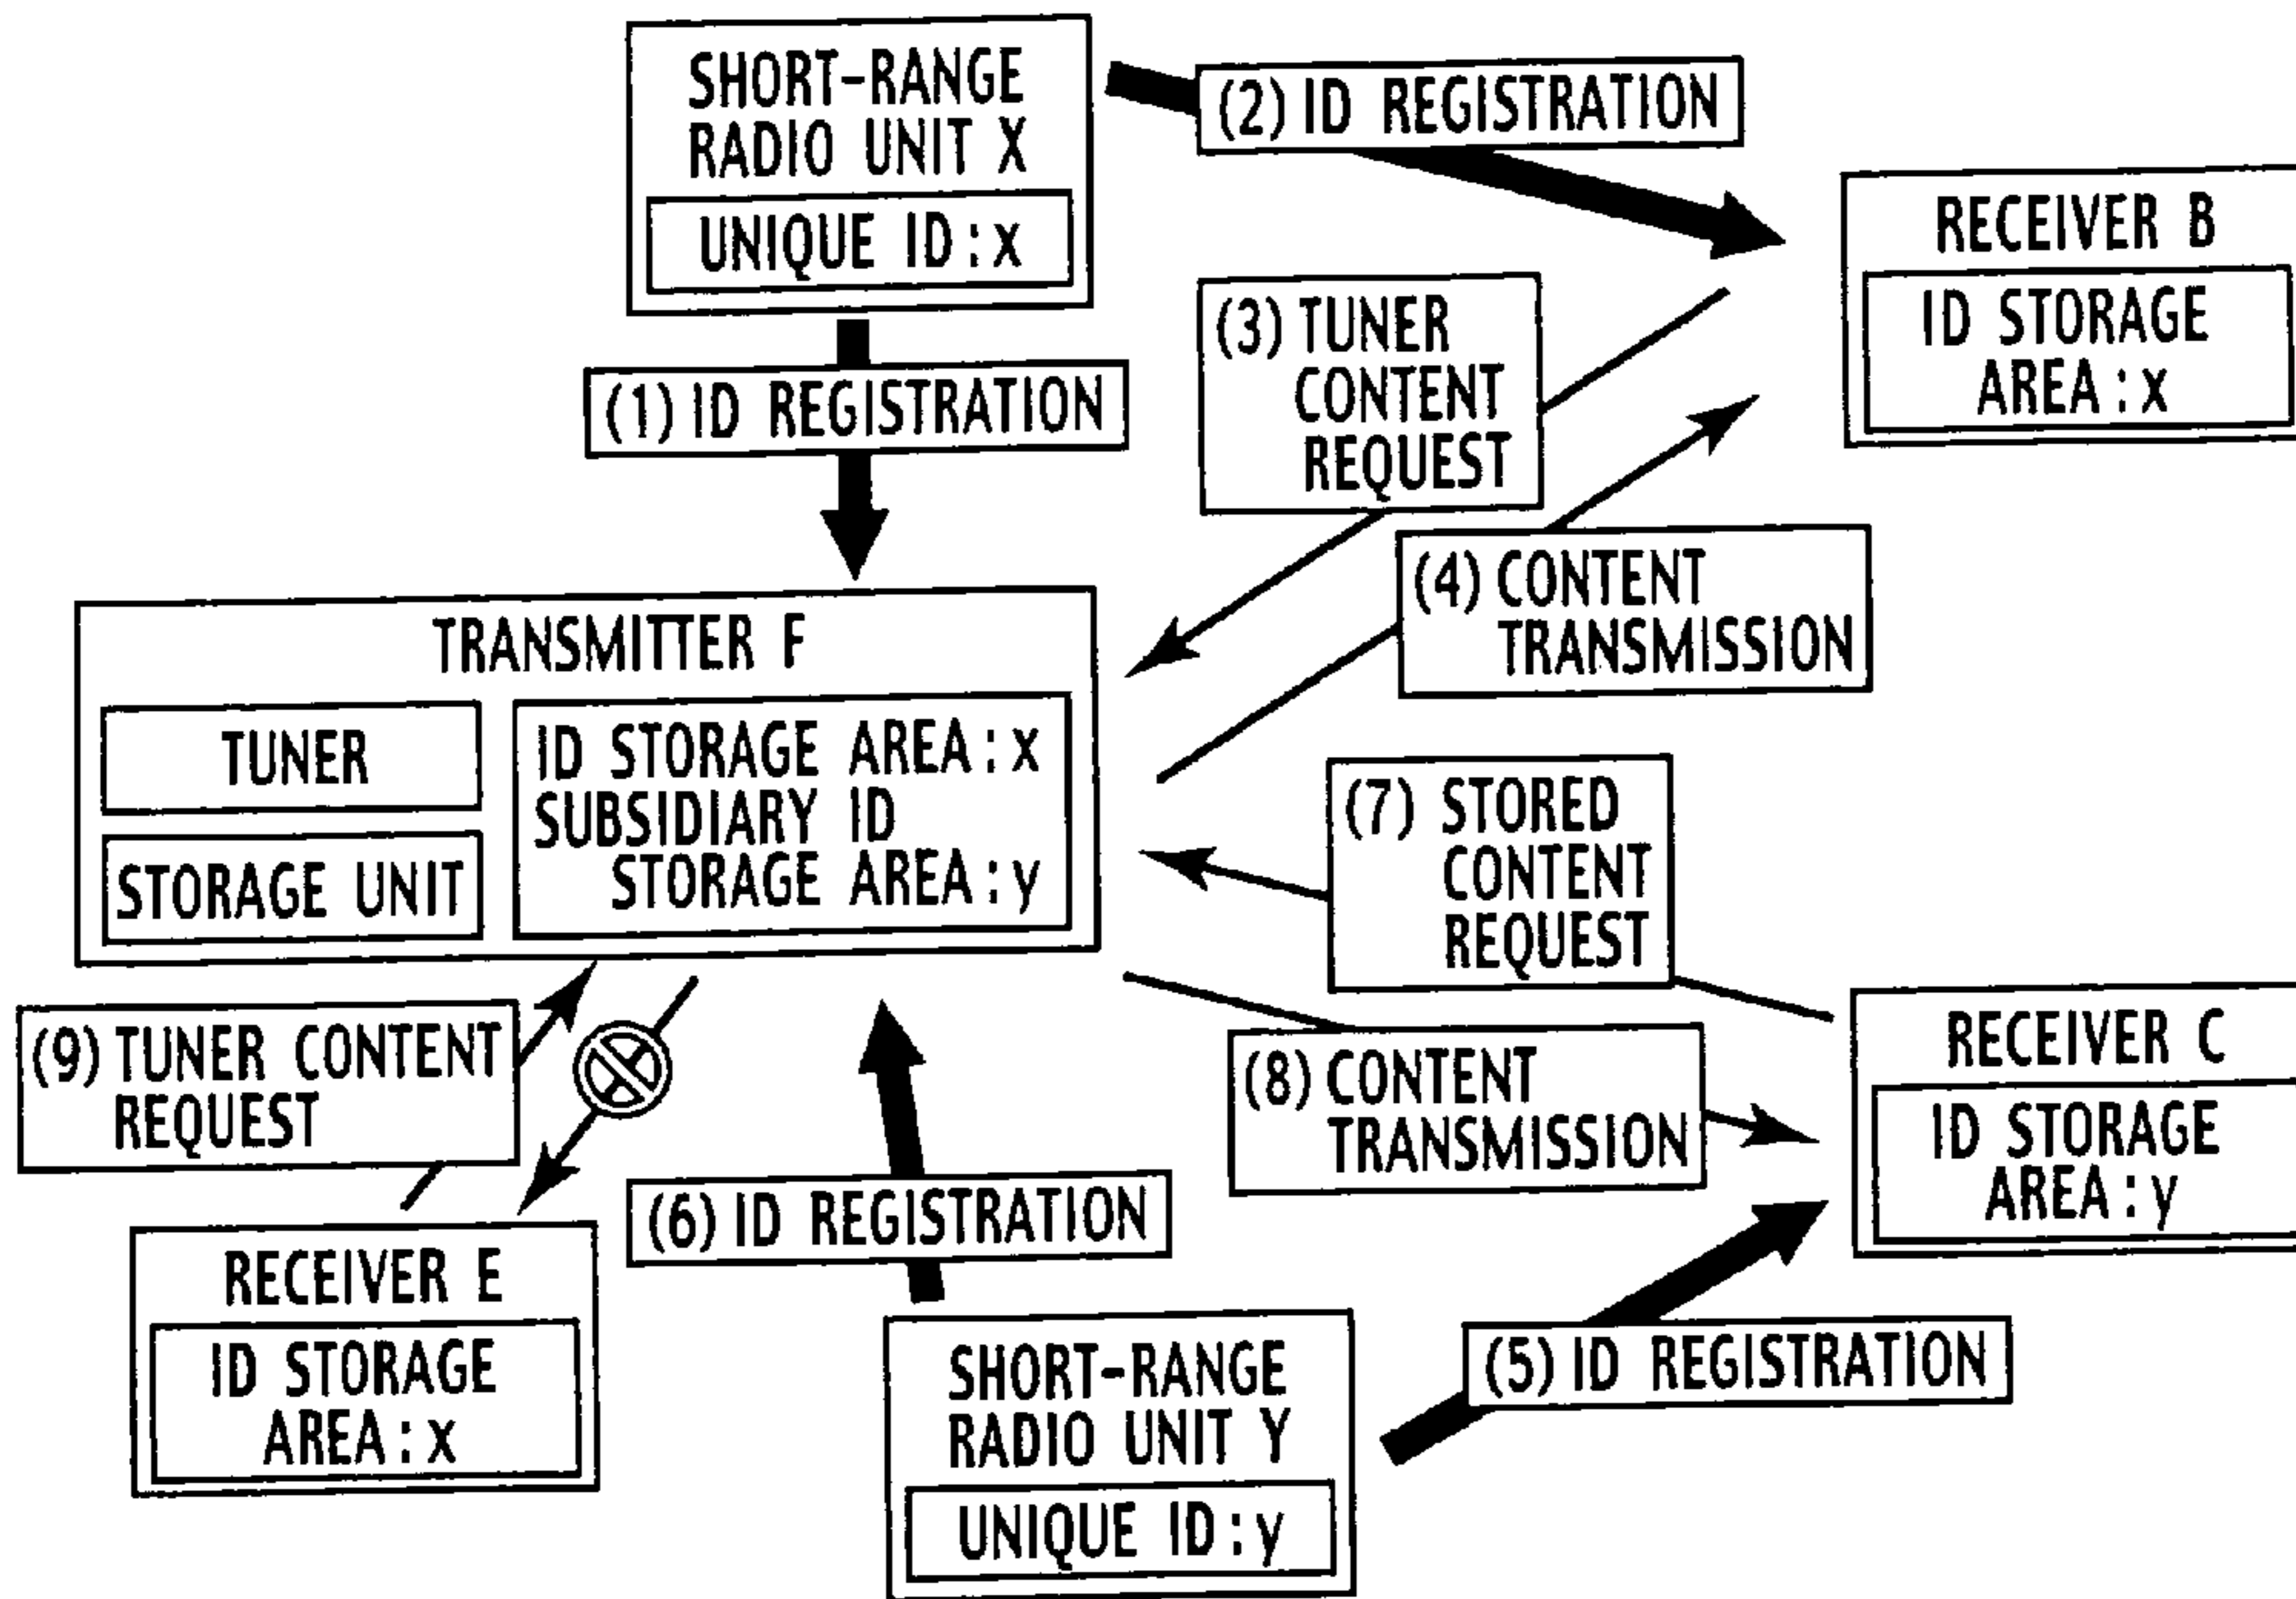 SHORT-RANGE
RADIO UNIT X
UNIQUE ID : x
(2) ID REGISTRATION
RECEIVER B
ID STORAGE
AREA : x
(1) ID REGISTRATION
(3) TUNER
CONTENT
REQUEST
(4) CONTENT
TRANSMISSION
TRANSMITTER F
TUNER
STORAGE UNIT
ID STORAGE AREA : x
SUBSIDIARY ID
STORAGE AREA : y
(7) STORED
CONTENT
REQUEST
(8) CONTENT
TRANSMISSION
RECEIVER C
ID STORAGE
AREA : y
(9) TUNER CONTENT
REQUEST
RECEIVER E
ID STORAGE
AREA : x
(6) ID REGISTRATION
(5) ID REGISTRATION
SHORT-RANGE
RADIO UNIT Y
UNIQUE ID : y